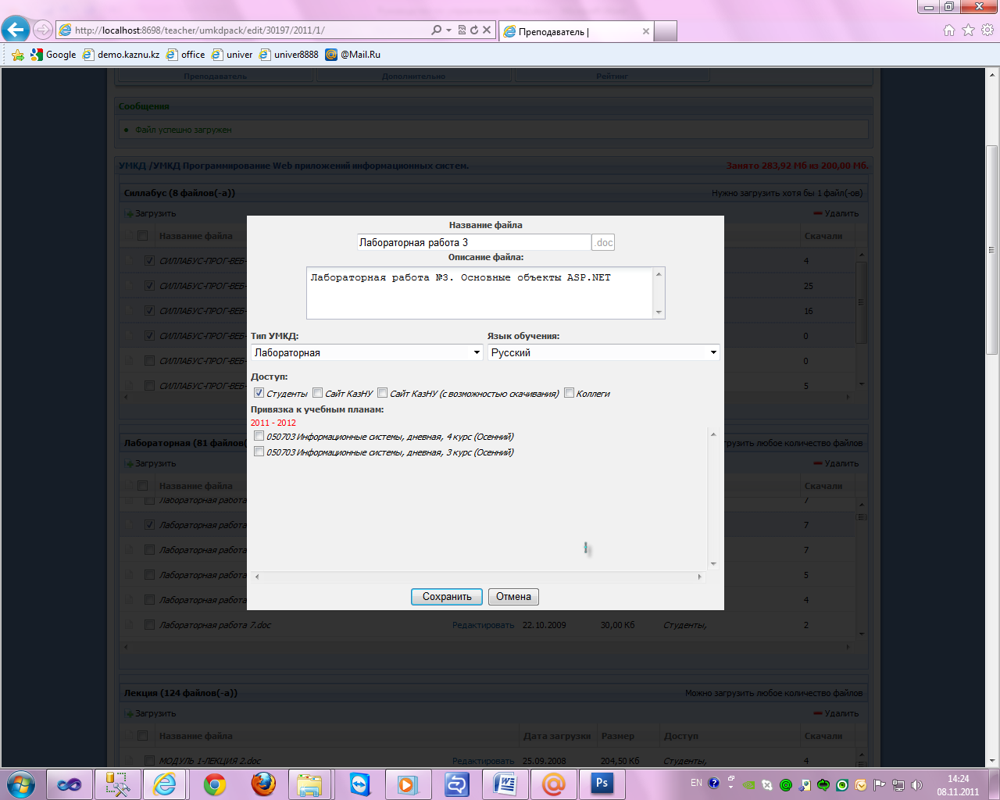 http://localhost:8698/teacher/umkdpack/edit/30197/2011/1/
Преподаватель |
Google demo.kaznu.kz office univer univer8888 @Mail.Ru
Преподаватель Дополнительно Рейтинг
Сообщения
Файл успешно загружен
УМКД /УМКД Программирование Web приложений информационных систем. Занято 283,92 Мб из 200,00 Мб.
Силлабус (8 файлов(-а)) Нужно загрузить хотя бы 1 файл(-ов)
Загрузить Удалить
Название файла Скачали
СИЛЛАБУС-ПРОГ-ВЕБ- 4
СИЛЛАБУС-ПРОГ-ВЕБ- 25
СИЛЛАБУС-ПРОГ-ВЕБ- 16
СИЛЛАБУС-ПРОГ-ВЕБ- 0
СИЛЛАБУС-ПРОГ-ВЕБ- 0
СИЛЛАБУС-ПРОГ-ВЕБ- 5
Название файла
Лабораторная работа 3 .doc
Описание файла:
Лабораторная работа №3. Основные объекты ASP.NET
Тип УМКД: Язык обучения:
Лабораторная Русский
Доступ:
Студенты Сайт КазНУ Сайт КазНУ (с возможностью скачивания) Коллеги
Привязка к учебным планам:
2011 - 2012
050703 Информационные системы, дневная, 4 курс (Осенний)
050703 Информационные системы, дневная, 3 курс (Осенний)
Сохранить Отмена
Лабораторная (81 файлов( грузить любое количество файлов
Загрузить Удалить
Название файла Скачали
Лабораторная работа 7
Лабораторная работа 7
Лабораторная работа 7
Лабораторная работа 5
Лабораторная работа 4
Лабораторная работа 7.doc Редактировать 22.10.2009 30,00 Кб Студенты, 2
Лекция (124 файлов(-а)) Можно загрузить любое количество файлов
Загрузить Удалить
Название файла Дата загрузки Размер Доступ Скачали
МОДУЛЬ 1-ЛЕКЦИЯ 2.doc Редактировать 25.09.2008 204,50 Кб Студенты, 4
Ps
EN
14:24
08.11.2011